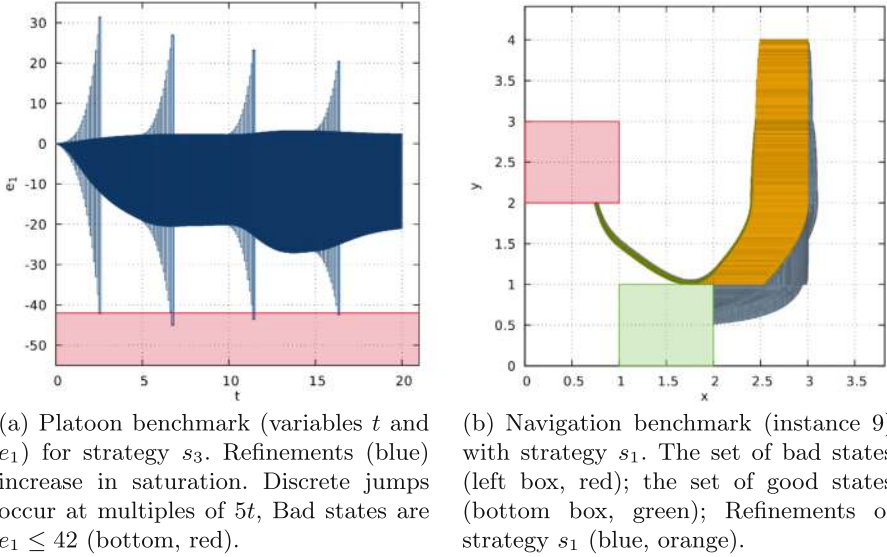 30
20
10
0
-10
-20
-30
-40
-50
e₁
0
5
10
15
20
t
4
3.5
3
2.5
2
1.5
1
0.5
0
y
0
0.5
1
1.5
2
2.5
3
3.5
x
(a) Platoon benchmark (variables t and
e₁) for strategy s₃. Refinements (blue)
increase in saturation. Discrete jumps
occur at multiples of 5t, Bad states are
e₁ ≤ 42 (bottom, red).
(b) Navigation benchmark (instance 9)
with strategy s₁. The set of bad states
(left box, red); the set of good states
(bottom box, green); Refinements o
strategy s₁ (blue, orange).